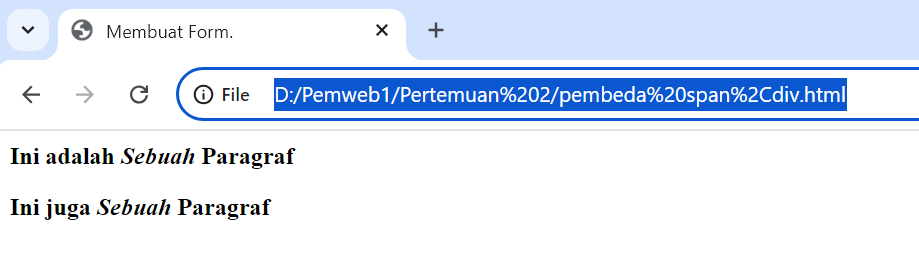 Membuat Form.
File D:/Pemweb1/Pertemuan%202/pembeda%20span%2Cdiv.html
Ini adalah Sebuah Paragraf
Ini juga Sebuah Paragraf